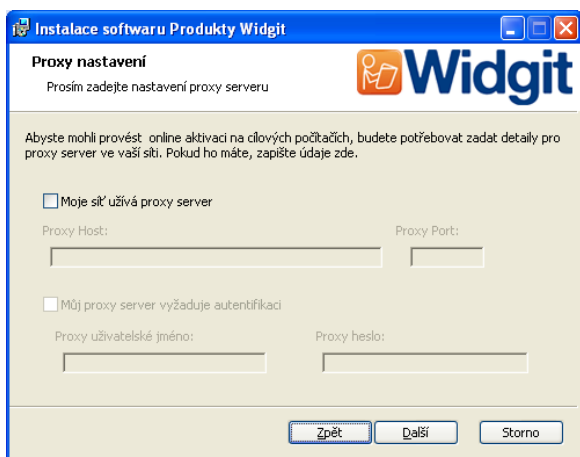 Instalace softwaru Produkty Widgit
Proxy nastavení
Prosím zadejte nastavení proxy serveru
Widgit
Abyste mohli provést online aktivaci na cílových počítačích, budete potřebovat zadat detaily pro
proxy server ve vaší síti. Pokud ho máte, zapište údaje zde.
Moje síť užívá proxy server
Proxy Host: Proxy Port:
Můj proxy server vyžaduje autentifikaci
Proxy uživatelské jméno: Proxy heslo:
Zpět Další Storno